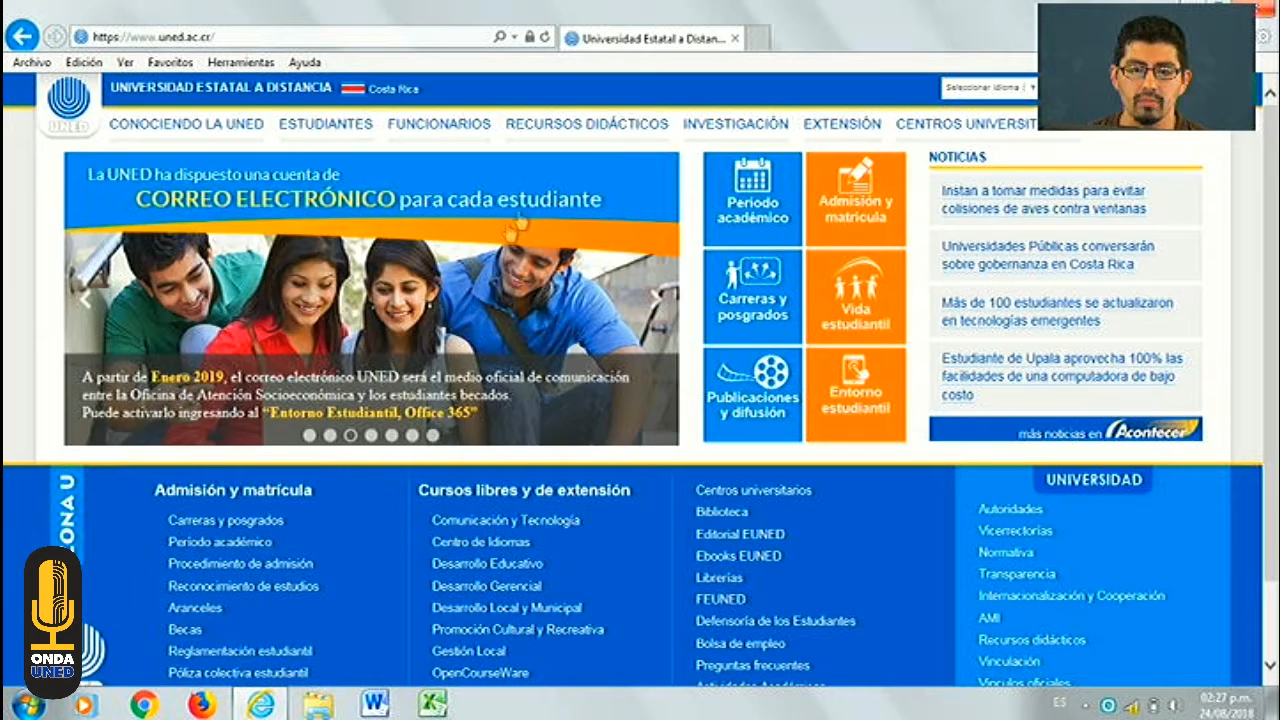 https://www.uned.ac.cr/
Universidad Estatal a Distan...
Archivo Edición Ver Favoritos Herramientas Ayuda
UNIVERSIDAD ESTATAL A DISTANCIA Costa Rica
Seleccionar idioma
UNED
CONOCIENDO LA UNED ESTUDIANTES FUNCIONARIOS RECURSOS DIDÁCTICOS INVESTIGACIÓN EXTENSIÓN CENTROS UNIVERSIT
La UNED ha dispuesto una cuenta de
CORREO ELECTRÓNICO para cada estudiante
A partir de Enero 2019, el correo electrónico UNED será el medio oficial de comunicación
entre la Oficina de Atención Socioeconómica y los estudiantes becados.
Puede activarlo ingresando al "Entorno Estudiantil, Office 365"
Periodo
académico
Admisión y
matrícula
Carreras y
posgrados
Vida
estudiantil
Publicaciones
y difusión
Entorno
estudiantil
NOTICIAS
Instan a tomar medidas para evitar
colisiones de aves contra ventanas
Universidades Públicas conversarán
sobre gobernanza en Costa Rica
Más de 100 estudiantes se actualizaron
en tecnologías emergentes
Estudiante de Upala aprovecha 100% las
facilidades de una computadora de bajo
costo
más noticias en Acontecer
ZONA U
Admisión y matrícula
Carreras y posgrados
Período académico
Procedimiento de admisión
Reconocimiento de estudios
Aranceles
Becas
Reglamentación estudiantil
Póliza colectiva estudiantil
Cursos libres y de extensión
Comunicación y Tecnología
Centro de Idiomas
Desarrollo Educativo
Desarrollo Gerencial
Desarrollo Local y Municipal
Promoción Cultural y Recreativa
Gestión Local
OpenCourseWare
Centros universitarios
Biblioteca
Editorial EUNED
Ebooks EUNED
Librerías
FEUNED
Defensoría de los Estudiantes
Bolsa de empleo
Preguntas frecuentes
Actividades Académicas
UNIVERSIDAD
Autoridades
Vicerrectorías
Normativa
Transparencia
Internacionalización y Cooperación
AMI
Recursos didácticos
Vinculación
Vínculos oficiales
ONDA
UNED
ES
02:27 p.m.
24/08/2018